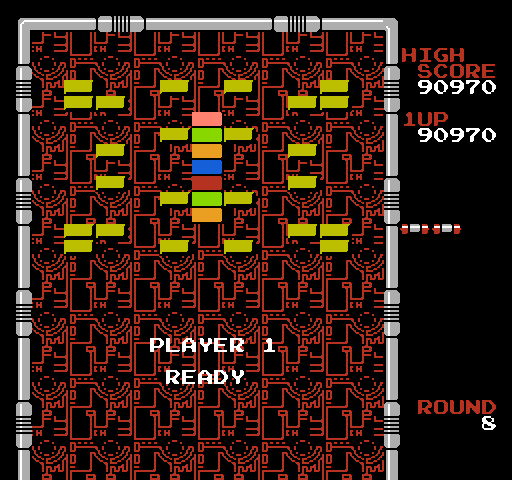 HIGH
SCORE
90970
1UP
90970
PLAYER 1
READY
ROUND
8